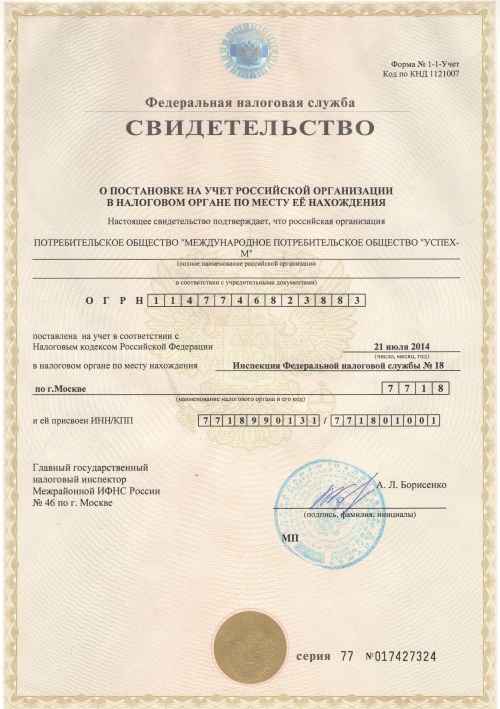 Форма № 1-1-Учет
Код по КНД 1121007
Федеральная налоговая служба
СВИДЕТЕЛЬСТВО
О ПОСТАНОВКЕ НА УЧЕТ РОССИЙСКОЙ ОРГАНИЗАЦИИ
В НАЛОГОВОМ ОРГАНЕ ПО МЕСТУ ЕЁ НАХОЖДЕНИЯ
Настоящее свидетельство подтверждает, что российская организация
ПОТРЕБИТЕЛЬСКОЕ ОБЩЕСТВО "МЕЖДУНАРОДНОЕ ПОТРЕБИТЕЛЬСКОЕ ОБЩЕСТВО "УСПЕХ-
М"
(полное наименование российской организации
в соответствии с учредительными документами)
О Г Р Н 1 1 4 7 7 4 6 8 2 3 8 8 3
поставлена на учет в соответствии с
Налоговым кодексом Российской Федерации 21 июля 2014
(число, месяц, год)
в налоговом органе по месту нахождения Инспекция Федеральной налоговой службы № 18
по г.Москве 7 7 1 8
(наименование налогового органа и его код)
и ей присвоен ИНН/КПП 7 7 1 8 9 9 0 1 3 1 / 7 7 1 8 0 1 0 0 1
Главный государственный
налоговый инспектор
Межрайонной ИФНС России
№ 46 по г. Москве
А. Л. Борисенко
(подпись, фамилия, инициалы)
МП
серия 77 №017427324